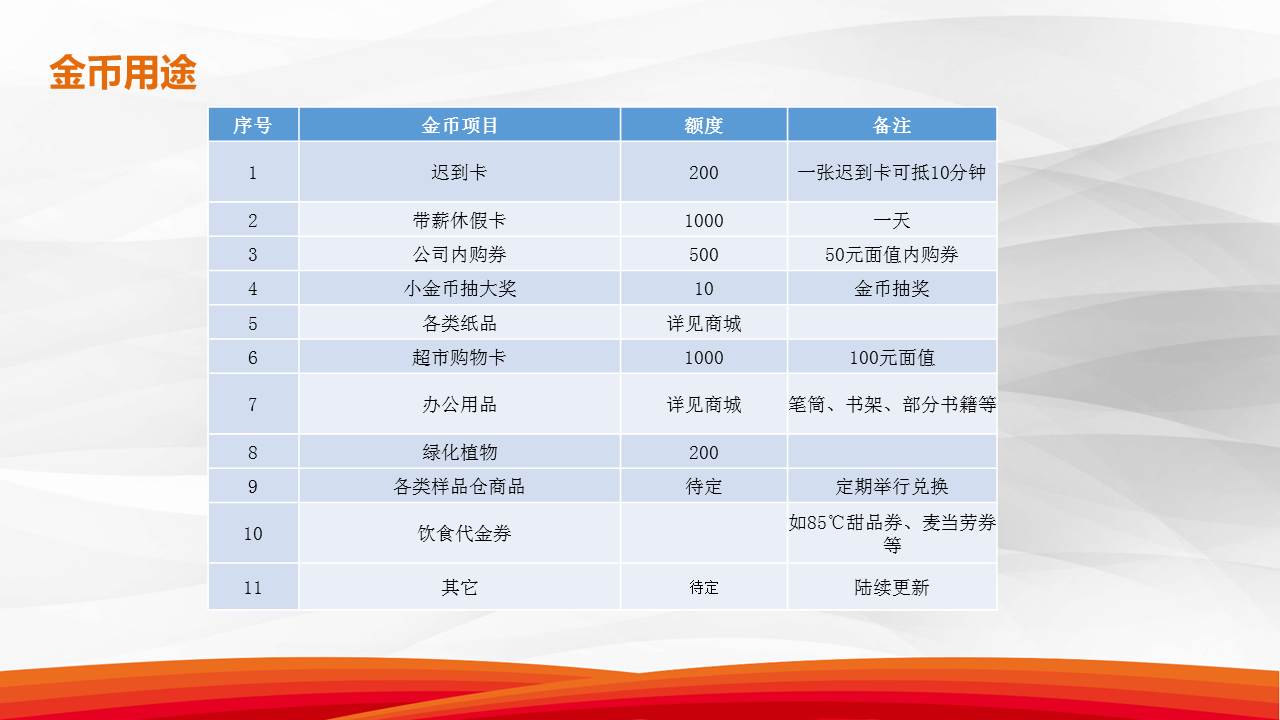 金币用途
序号 金币项目 额度 备注
1 迟到卡 200 一张迟到卡可抵10分钟
2 带薪休假卡 1000 一天
3 公司内购券 500 50元面值内购券
4 小金币抽大奖 10 金币抽奖
5 各类纸品 详见商城
6 超市购物卡 1000 100元面值
7 办公用品 详见商城 笔筒、书架、部分书籍等
8 绿化植物 200
9 各类样品仓商品 待定 定期举行兑换
10 饮食代金券 如85℃甜品券、麦当劳券
等
11 其它 待定 陆续更新